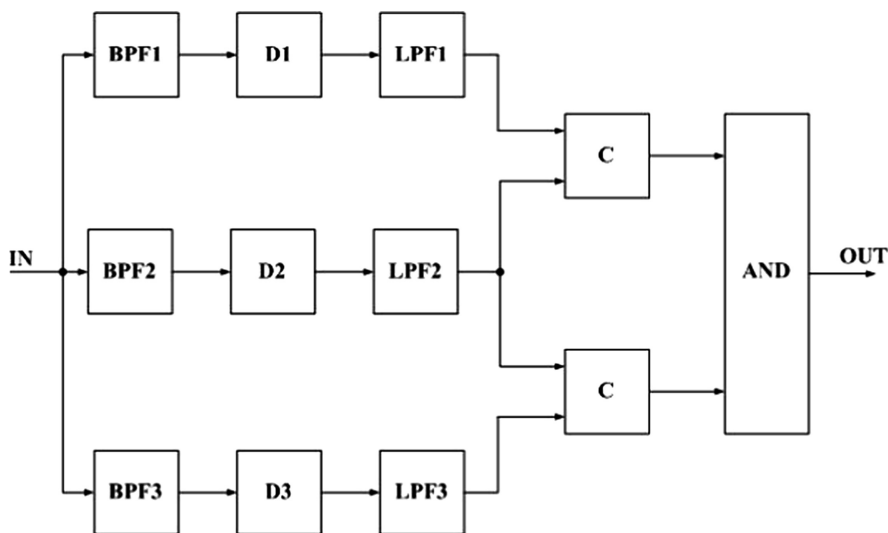 BPF1 D1 LPF1
C
IN BPF2 D2 LPF2 AND OUT
C
BPF3 D3 LPF3